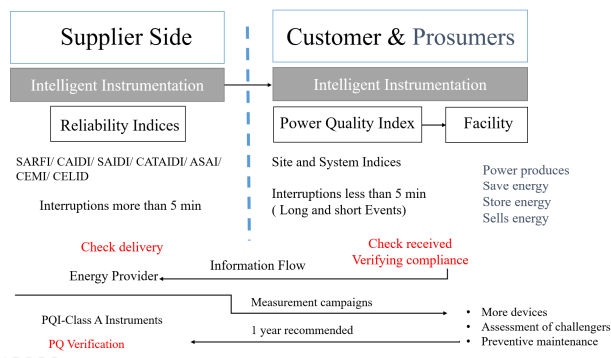 Supplier Side
Customer & Prosumers
Intelligent Instrumentation
Intelligent Instrumentation
Reliability Indices
Power Quality Index
Facility
SARFI/ CAIDI/ SAIDI/ CATAIDI/ ASAI/
CEMI/ CELID
Interruptions more than 5 min
Site and System Indices
Interruptions less than 5 min
( Long and short Events)
Power produces
Save energy
Store energy
Sells energy
Check delivery
Check received
Verifying compliance
Information Flow
Energy Provider
Measurement campaigns
PQI-Class A Instruments
1 year recommended
PQ Verification
• More devices
• Assessment of challengers
• Preventive maintenance